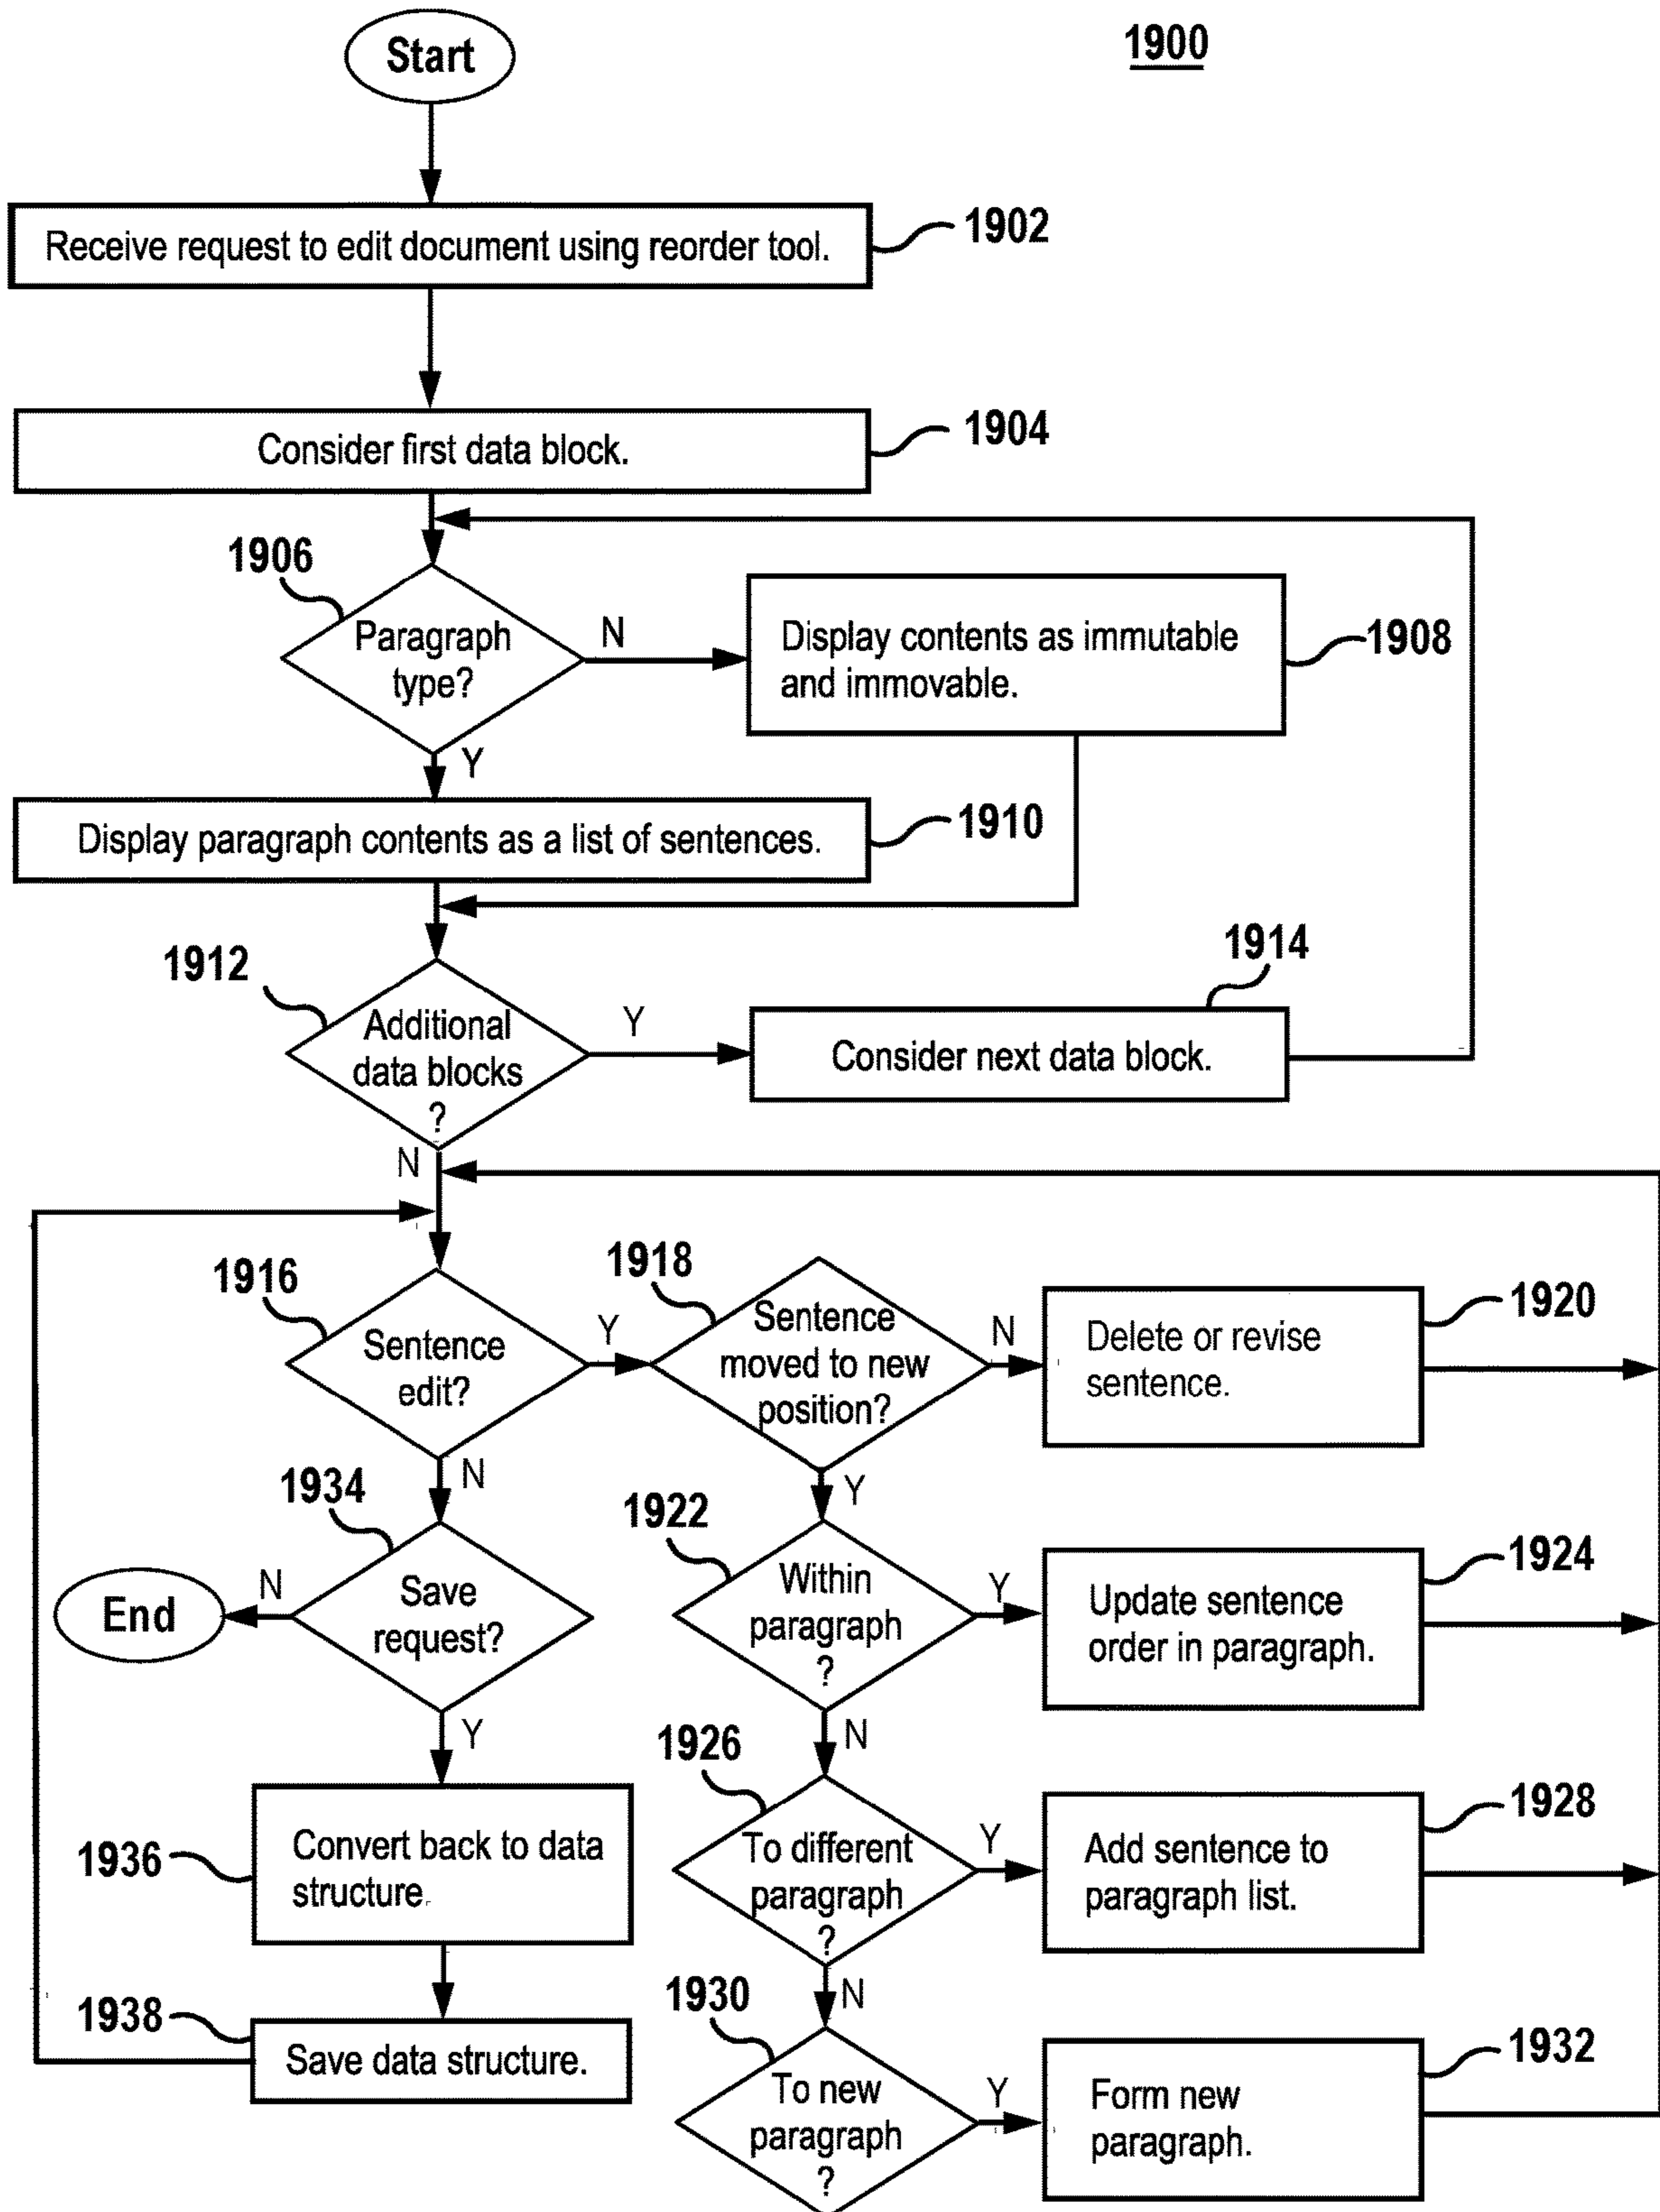 Start
1900
Receive request to edit document using reorder tool.
1902
Consider first data block.
1904
1906
Paragraph
type?
N
Y
Display contents as immutable
and immovable.
1908
Display paragraph contents as a list of sentences.
1910
1912
Additional
data blocks
?
Y
N
1914
Consider next data block.
1916
Sentence
edit?
Y
N
1918
Sentence
moved to new
position?
N
Y
Delete or revise
sentence.
1920
1934
Save
request?
N
End
Y
1922
Within
paragraph
?
Y
N
Update sentence
order in paragraph.
1924
1936
Convert back to data
structure.
1926
To different
paragraph
?
Y
N
Add sentence to
paragraph list.
1928
1938
Save data structure.
1930
To new
paragraph
?
Y
Form new
paragraph.
1932